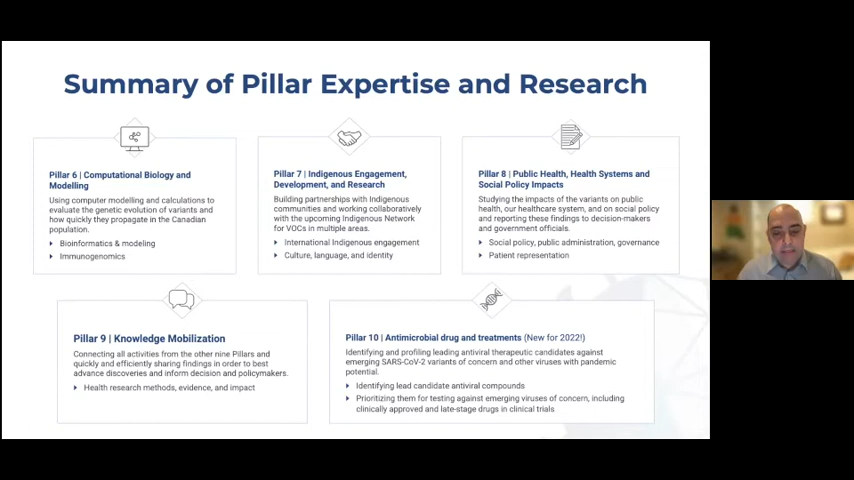 Summary of Pillar Expertise and Research
Pillar 6 | Computational Biology and
Modelling
Using computer modelling and calculations to
evaluate the genetic evolution of variants and
how quickly they propagate in the Canadian
population.
Bioinformatics & modeling
Immunogenomics
Pillar 7 | Indigenous Engagement,
Development, and Research
Building partnerships with Indigenous
communities and working collaboratively
with the upcoming Indigenous Network
for VOCs in multiple areas.
International Indigenous engagement
Culture, language, and identity
Pillar 8 | Public Health, Health Systems and
Social Policy Impacts
Studying the impacts of the variants on public
health, our healthcare system, and on social policy
and reporting these findings to decision-makers
and government officials.
Social policy, public administration, governance
Patient representation
Pillar 9 | Knowledge Mobilization
Connecting all activities from the other nine Pillars and
quickly and efficiently sharing findings in order to best
advance discoveries and inform decision and policymakers.
Health research methods, evidence, and impact
Pillar 10 | Antimicrobial drug and treatments (New for 2022!)
Identifying and profiling leading antiviral therapeutic candidates against
emerging SARS-CoV-2 variants of concern and other viruses with pandemic
potential.
Identifying lead candidate antiviral compounds
Prioritizing them for testing against emerging viruses of concern, including
clinically approved and late-stage drugs in clinical trials